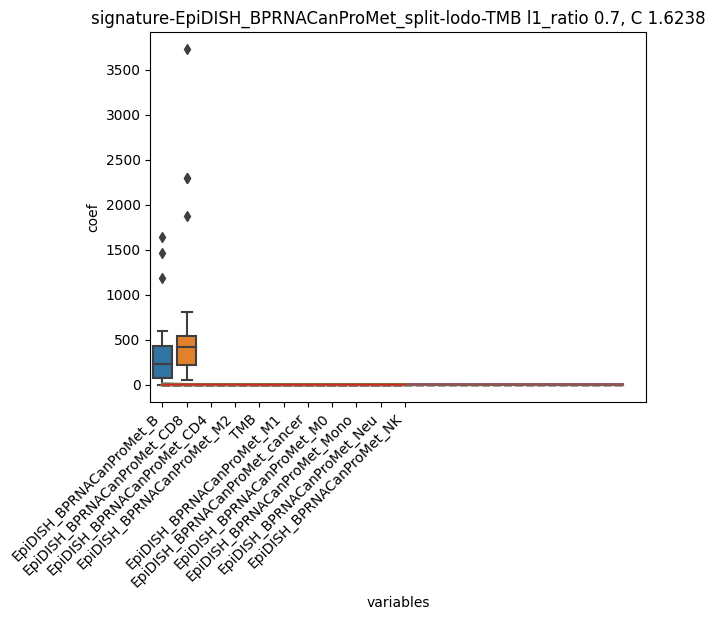 signature-EpiDISH_BPRNACanProMet_split-lodo-TMB l1_ratio 0.7, C 1.6238
3500
3000
2500
2000
1500
1000
500
0
coef
EpiDISH_BPRNACanProMet_B
EpiDISH_BPRNACanProMet_CD8
EpiDISH_BPRNACanProMet_CD4
EpiDISH_BPRNACanProMet_M2
TMB
EpiDISH_BPRNACanProMet_M1
EpiDISH_BPRNACanProMet_cancer
EpiDISH_BPRNACanProMet_M0
EpiDISH_BPRNACanProMet_Mono
EpiDISH_BPRNACanProMet_Neu
EpiDISH_BPRNACanProMet_NK
variables